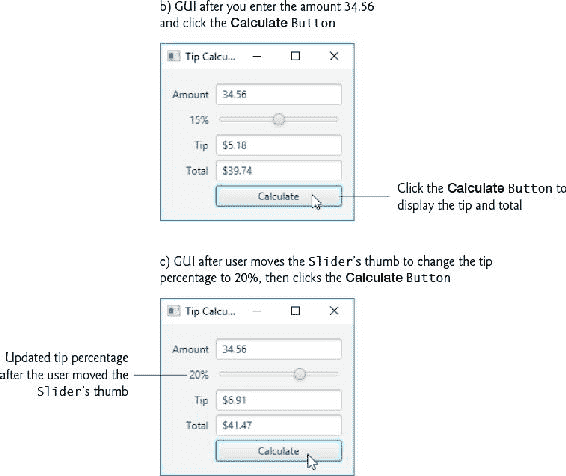 b) GUI after you enter the amount 34.56
and click the Calculate Button
Tip Calcu...
Amount 34.56
15%
Tip $5.18
Total $39.74
Calculate
Click the Calculate Button to
display the tip and total
c) GUI after user moves the Slider's thumb to change the tip
percentage to 20%, then clicks the Calculate Button
Tip Calcu...
Amount 34.56
Updated tip percentage
after the user moved the
Slider's thumb
20%
Tip $6.91
Total $41.47
Calculate